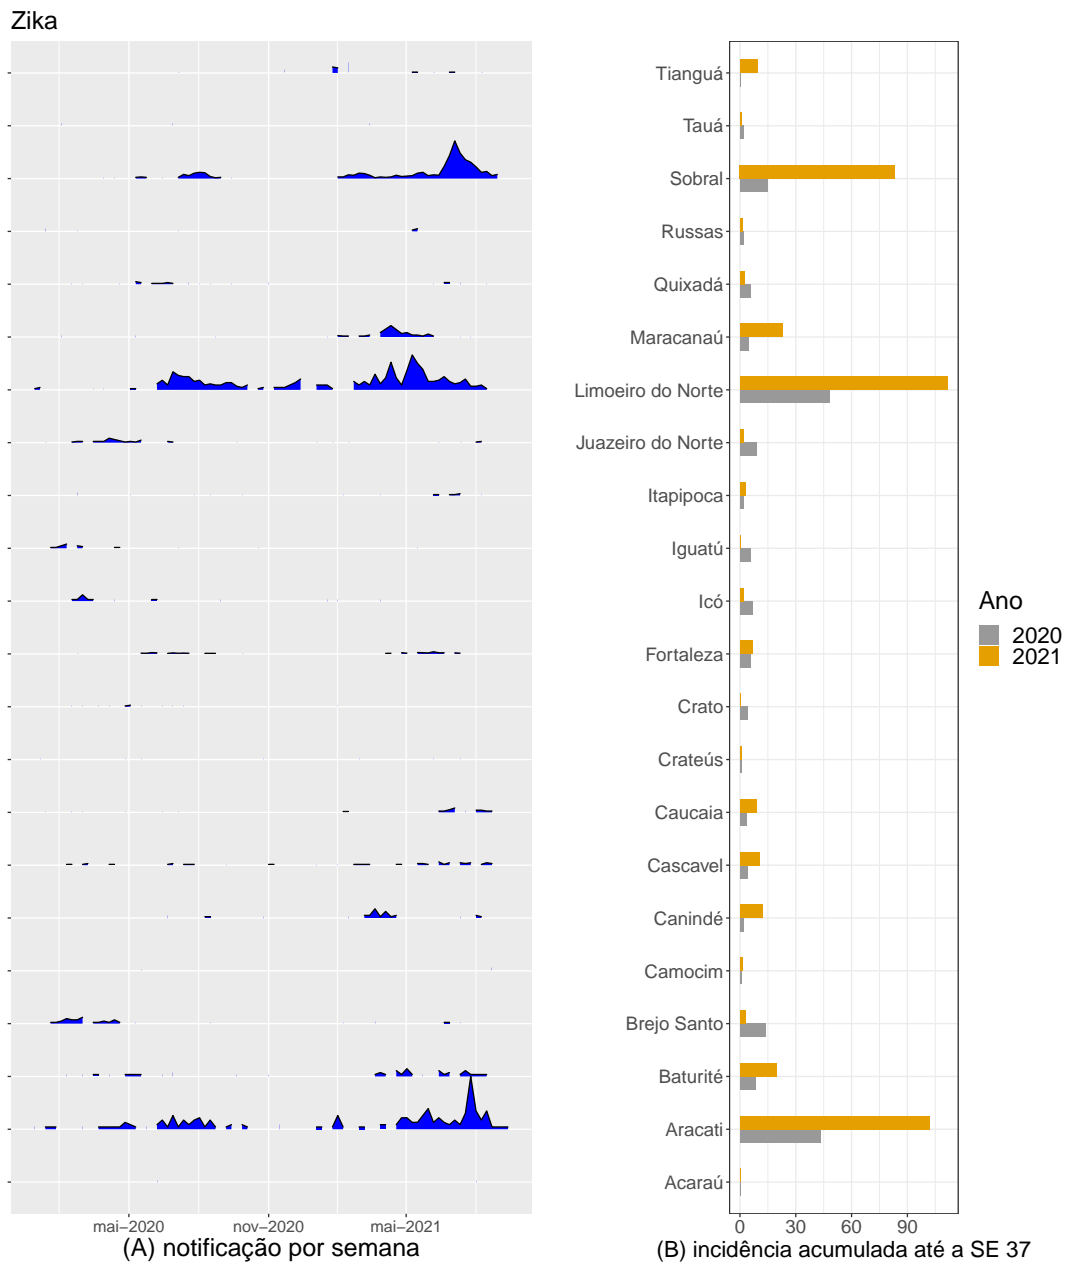 Zika
Tianguá
Tauá
Sobral
Russas
Quixadá
Maracanaú
Limoeiro do Norte
Juazeiro do Norte
Itapipoca
Iguatú
Icó
Fortaleza
Crato
Crateús
Caucaia
Cascavel
Canindé
Camocim
Brejo Santo
Baturité
Aracati
Acaraú
Ano
2020
2021
mai−2020 nov−2020 mai−2021
0 30 60 90
(A) notificação por semana
(B) incidência acumulada até a SE 37